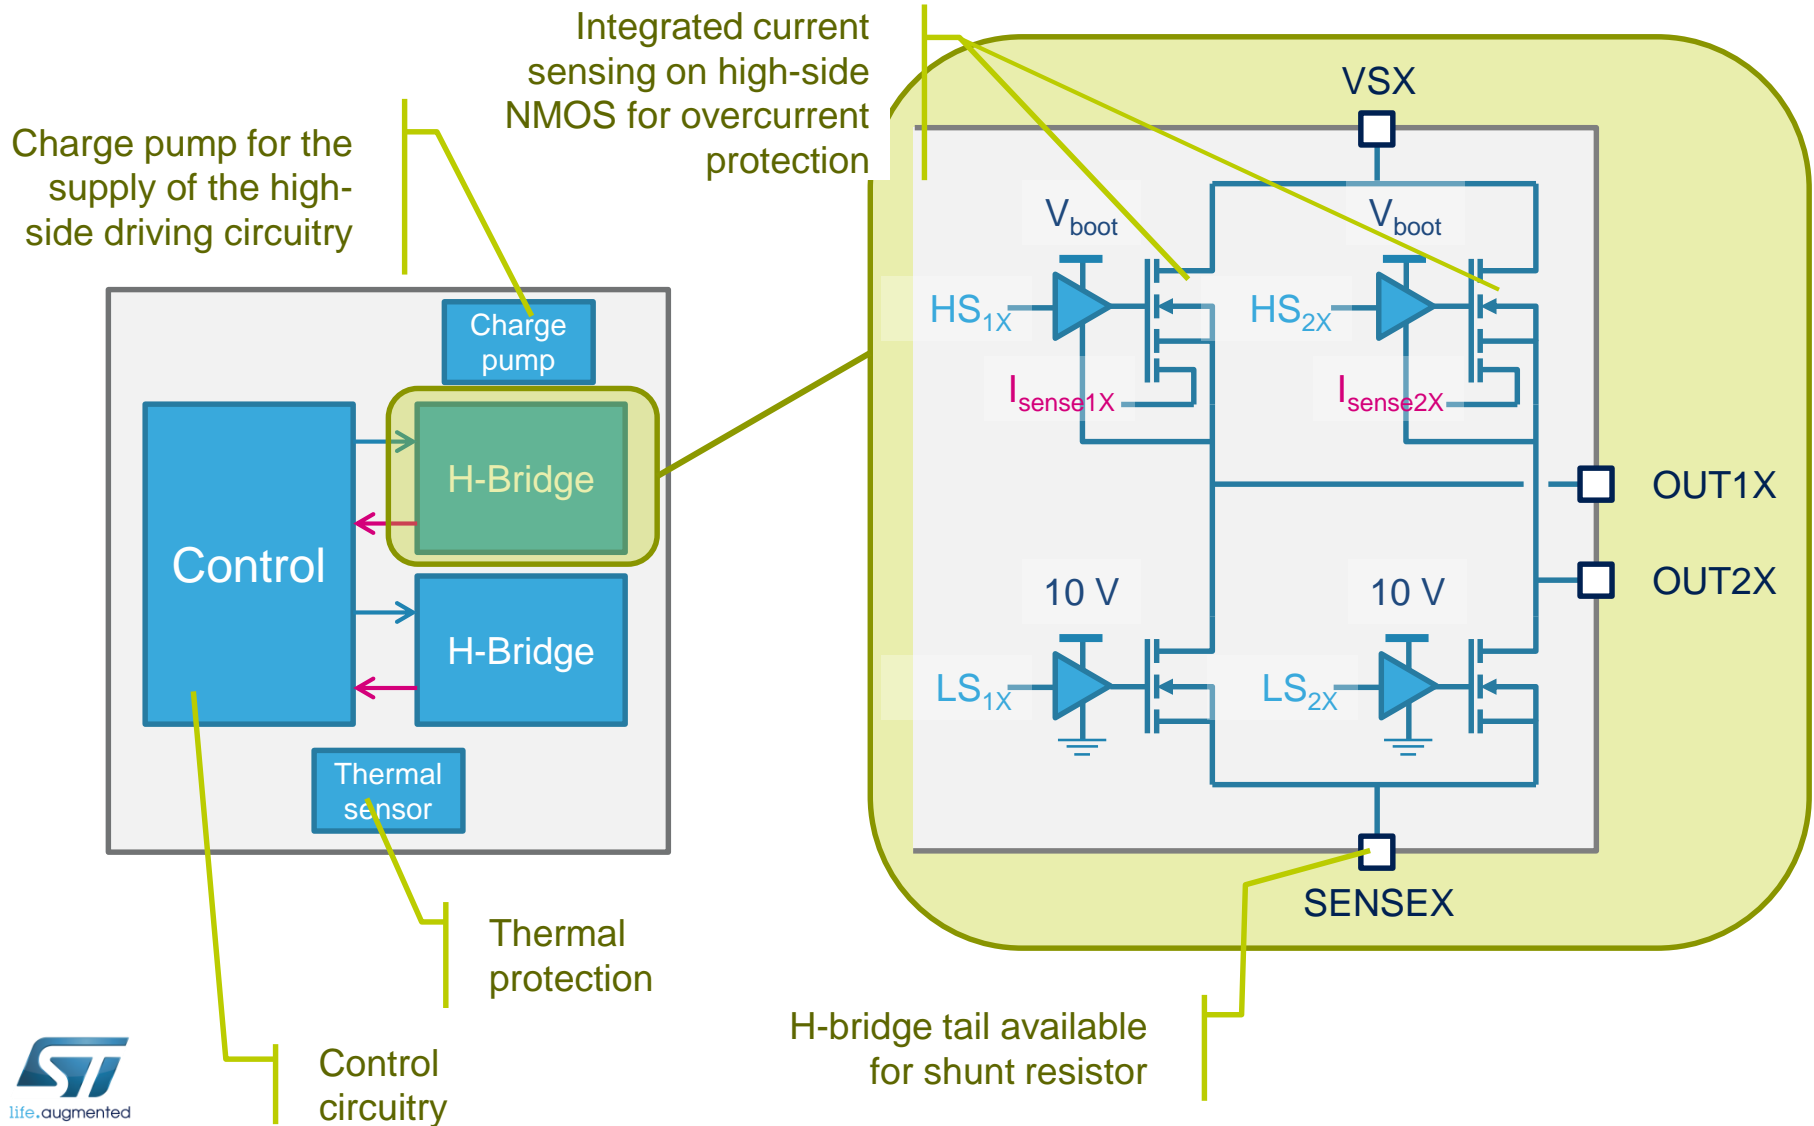 Integrated current
sensing on high-side
NMOS for overcurrent
protection
Charge pump for the
supply of the high-
side driving circuitry
Charge
pump
H-Bridge
Control
H-Bridge
Thermal
sensor
Thermal
protection
Control
circuitry
VSX
Vboot
Vboot
HS1X
HS2X
Isense1X
Isense2X
OUT1X
10 V
10 V
OUT2X
LS1X
LS2X
SENSEX
H-bridge tail available
for shunt resistor
ST
life.augmented